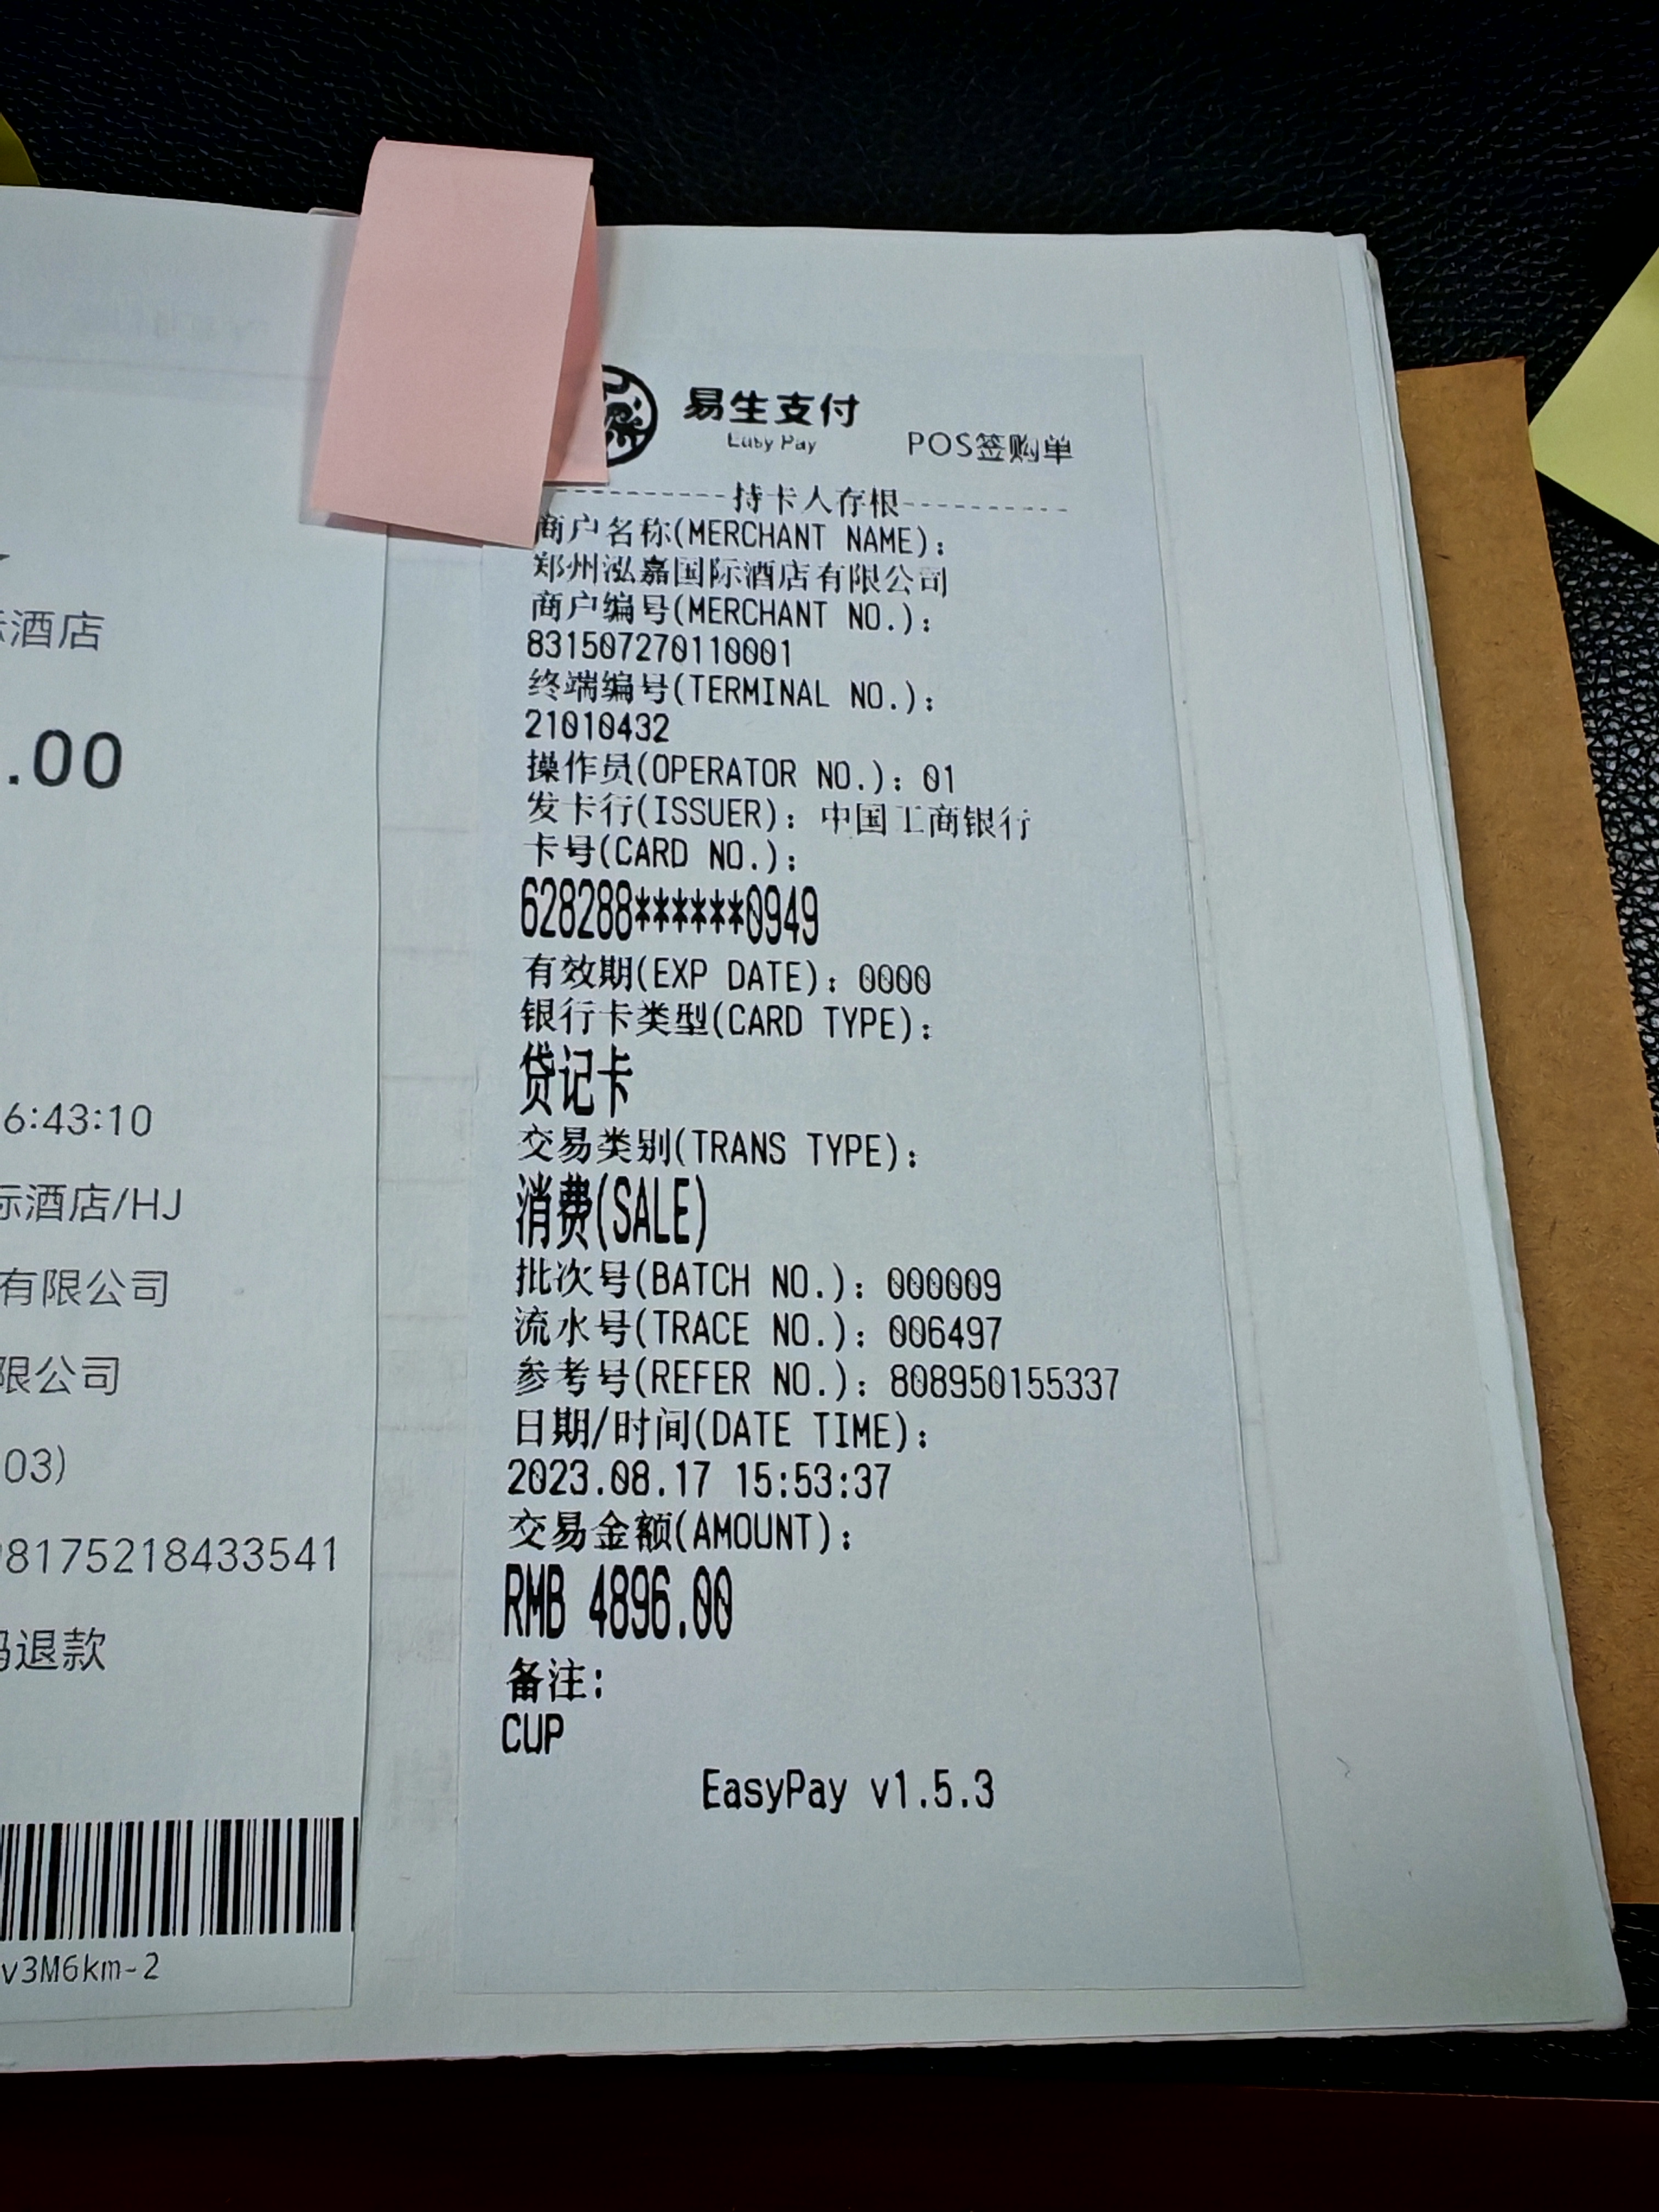 酒店
.00
6:43:10
际酒店/HJ
有限公司
限公司
03)
98175218433541
码退款
v3M6km-2
易生支付
Easy Pay
POS签购单
持卡人存根
商户名称(MERCHANT NAME):
郑州泓嘉国际酒店有限公司
商户编号(MERCHANT NO.):
831507270110001
终端编号(TERMINAL NO.):
21010432
操作员(OPERATOR NO.): 01
发卡行(ISSUER): 中国工商银行
卡号(CARD NO.):
628288******0949
有效期(EXP DATE): 0000
银行卡类型(CARD TYPE):
贷记卡
交易类别(TRANS TYPE):
消费(SALE)
批次号(BATCH NO.): 000009
流水号(TRACE NO.): 006497
参考号(REFER NO.): 808950155337
日期/时间(DATE TIME):
2023.08.17 15:53:37
交易金额(AMOUNT):
RMB 4896.00
备注:
CUP
EasyPay v1.5.3